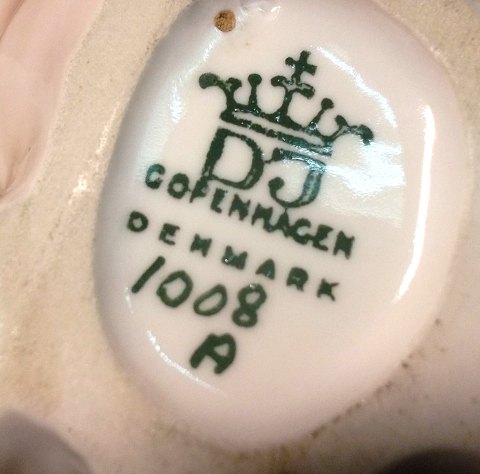 DJ
COPENHAGEN
DENMARK
1008
A